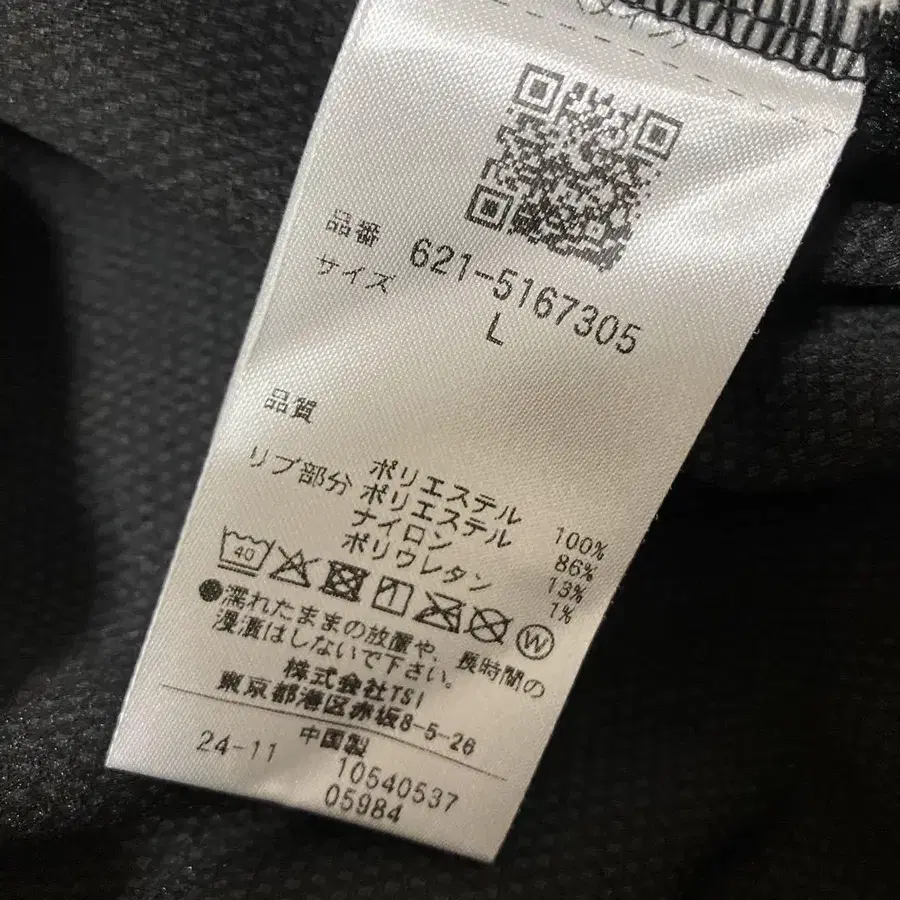 品番 621-5167305
サイズ L
品質
ポリエステル 100%
リブ部分 ポリエステル 86%
ナイロン 13%
ポリウレタン 1%
40
W
●濡れたままの放置や、長時間の
浸漬はしないで下さい。
株式会社TSI
東京都港区赤坂8-5-26
中国製
24-11 10540537
05984